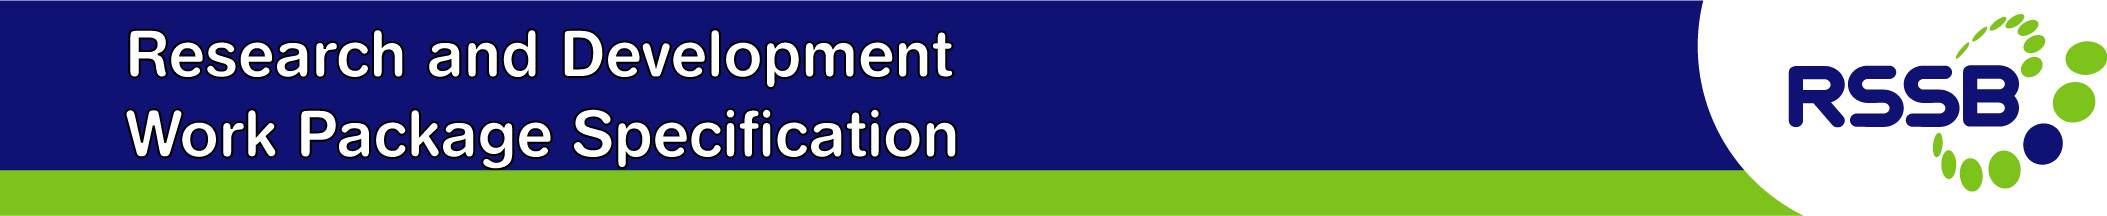 Research and Development
Work Package Specification
RSSB